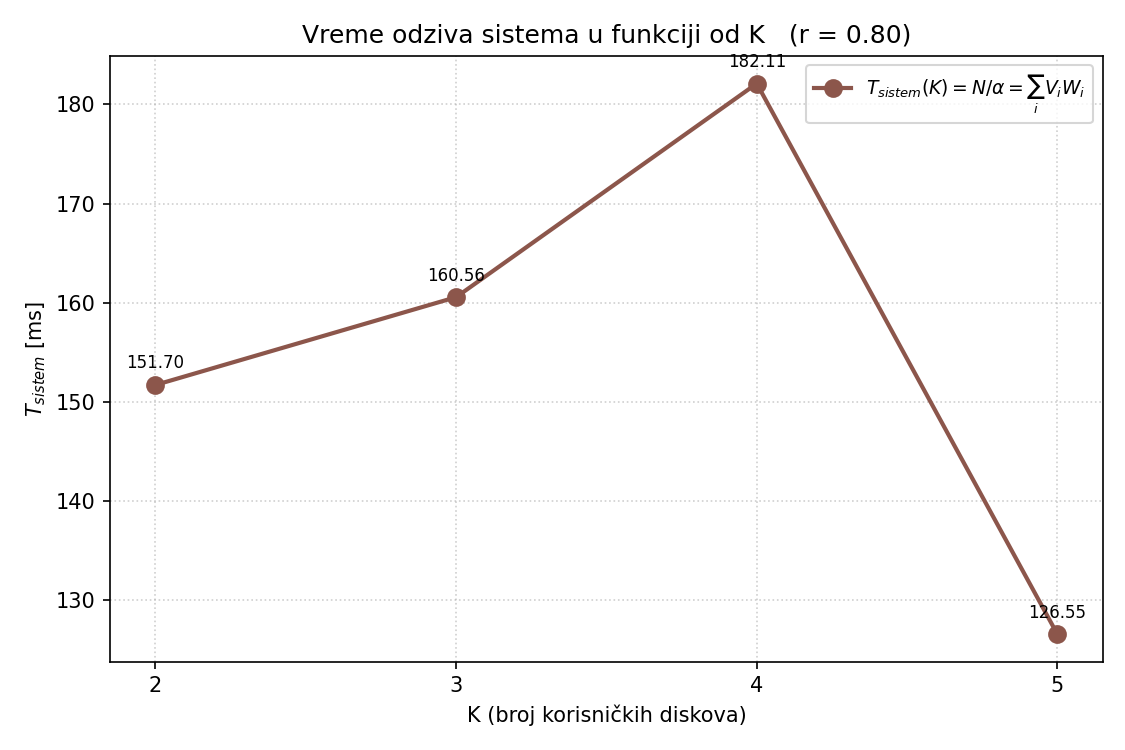 Vreme odziva sistema u funkciji od K (r = 0.80)
182.11
T_sistem(K) = N/α = ∑_i V_i W_i
180
170
160.56
160
151.70
150
140
130
126.55
T_sistem [ms]
2 3 4 5
K (broj korisničkih diskova)